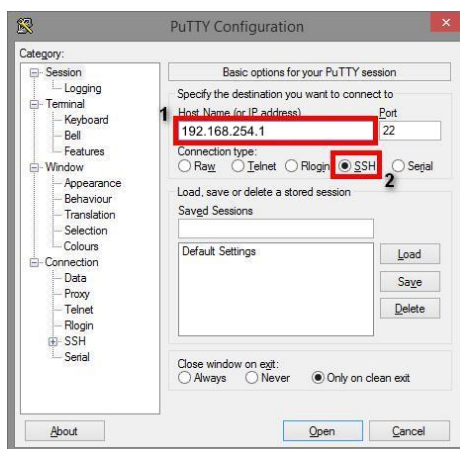 PuTTY Configuration
Category:
Session
Logging
Terminal
Keyboard
Bell
Features
Window
Appearance
Behaviour
Translation
Selection
Colours
Connection
Data
Proxy
Telnet
Rlogin
SSH
Serial
Basic options for your PuTTY session
Specify the destination you want to connect to
Host Name (or IP address) Port
1 192.168.254.1 22
Connection type:
Raw Telnet Rlogin SSH Serial
2
Load, save or delete a stored session
Saved Sessions
Default Settings
Load
Save
Delete
Close window on exit:
Always Never Only on clean exit
About Open Cancel